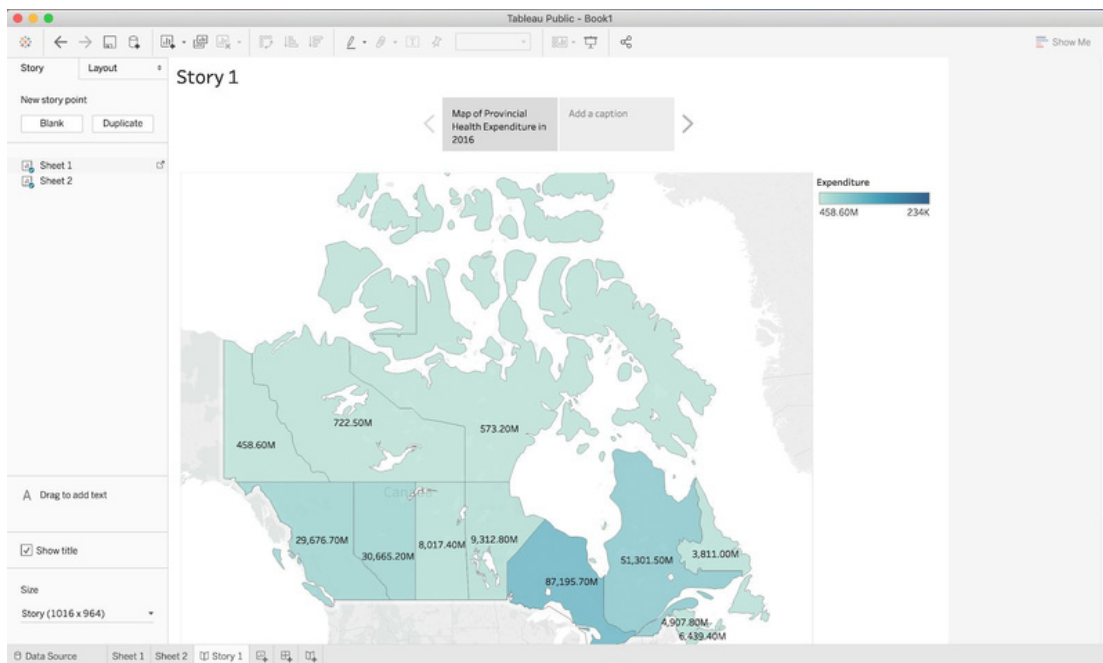 Tableau Public - Book1
Show Me
Story
Layout
New story point
Blank
Duplicate
Sheet 1
Sheet 2
A Drag to add text
Show title
Size
Story (1016 x 964)
Story 1
Map of Provincial
Health Expenditure in
2016
Add a caption
Expenditure
458.60M
234K
722.50M
573.20M
458.60M
Canada
29,676.70M
30,665.20M
8,017.40M
9,312.80M
51,301.50M
3,811.00M
87,195.70M
4,907.80M
6,439.40M
Data Source
Sheet 1
Sheet 2
Story 1